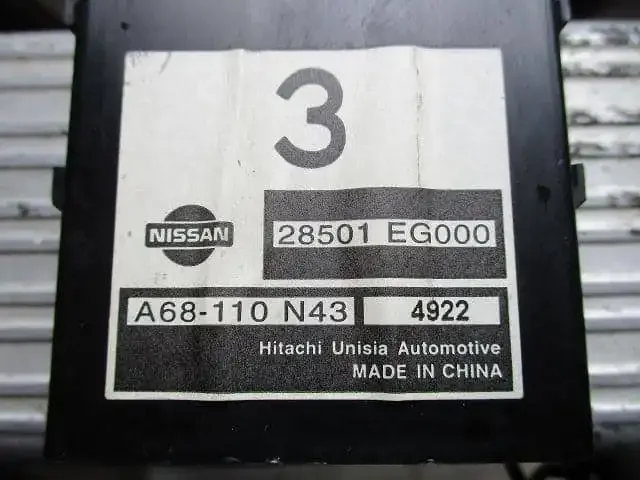 3
NISSAN
28501 EG000
A68-110 N43
4922
Hitachi Unisia Automotive
MADE IN CHINA